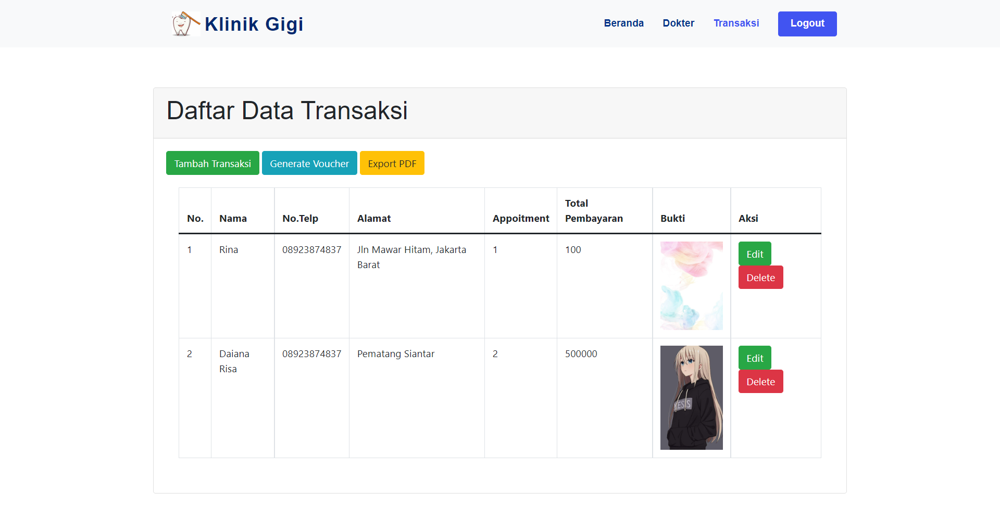 Klinik Gigi
Beranda Dokter Transaksi Logout
Daftar Data Transaksi
Tambah Transaksi Generate Voucher Export PDF
No. Nama No.Telp Alamat Appoitment Total Pembayaran Bukti Aksi
1 Rina 08923874837 Jln Mawar Hitam, Jakarta 1 100 Edit
Barat
Delete
2 Daiana 08923874837 Pematang Siantar 2 500000 Edit
Risa
Delete